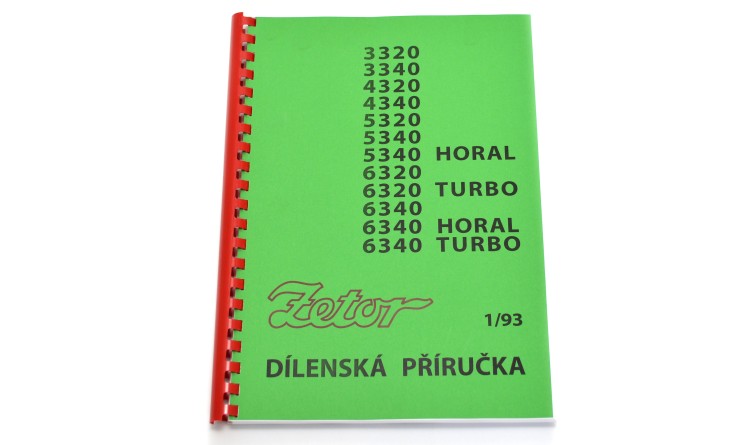 3320
3340
4320
4340
5320
5340
5340 HORAL
6320
6320 TURBO
6340
6340 HORAL
6340 TURBO
Zetor
1/93
DÍLENSKÁ PŘÍRUČKA